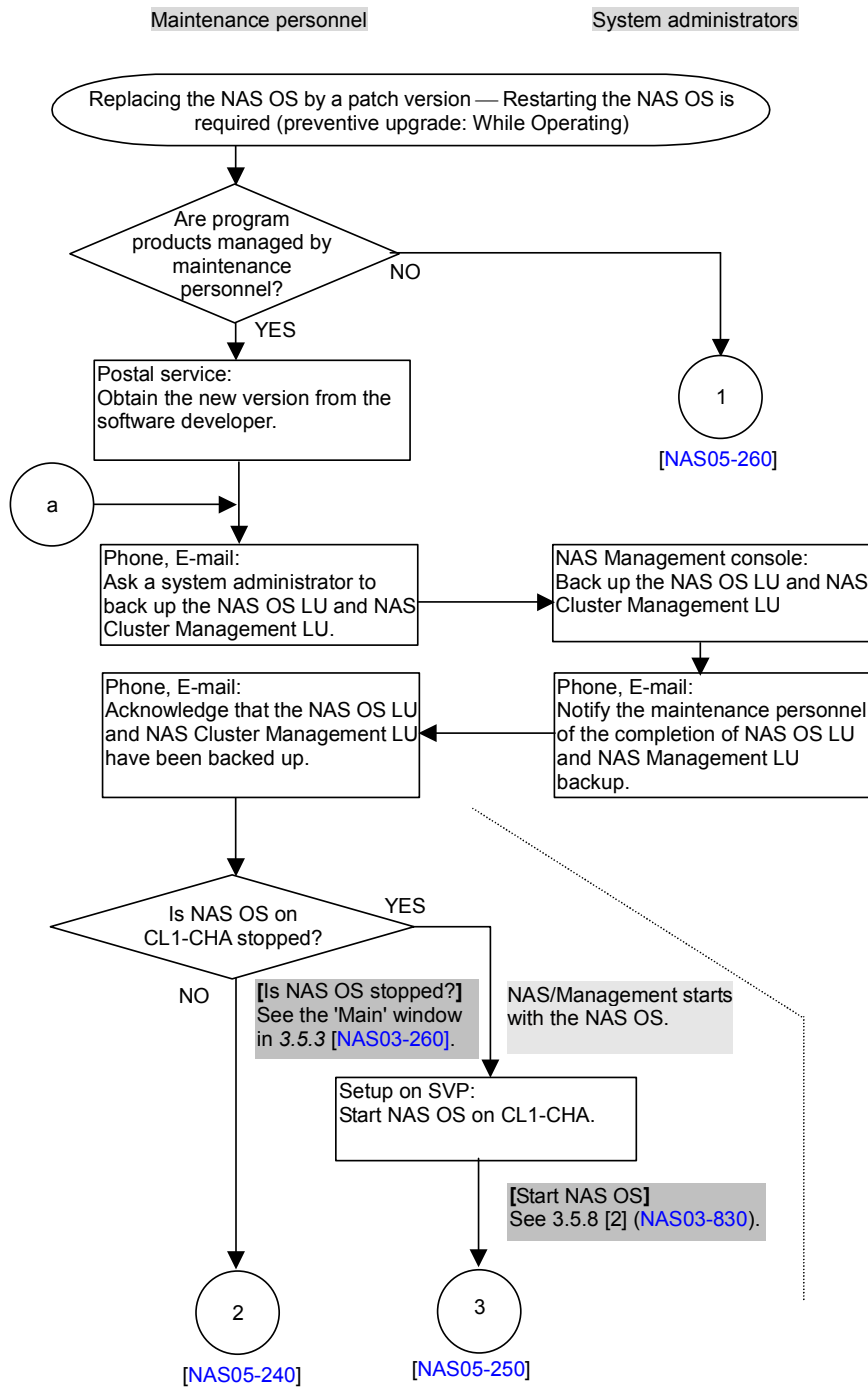 Maintenance personnel
System administrators
Replacing the NAS OS by a patch version — Restarting the NAS OS is
required (preventive upgrade: While Operating)
Are program
products managed by
maintenance
personnel?
NO
YES
Postal service:
Obtain the new version from the
software developer.
1
[NAS05-260]
a
Phone, E-mail:
Ask a system administrator to
back up the NAS OS LU and NAS
Cluster Management LU.
NAS Management console:
Back up the NAS OS LU and NAS
Cluster Management LU
Phone, E-mail:
Acknowledge that the NAS OS LU
and NAS Cluster Management LU
have been backed up.
Phone, E-mail:
Notify the maintenance personnel
of the completion of NAS OS LU
and NAS Management LU
backup.
Is NAS OS on
CL1-CHA stopped?
YES
NO
[Is NAS OS stopped?]
See the 'Main' window
in 3.5.3 [NAS03-260].
NAS/Management starts
with the NAS OS.
Setup on SVP:
Start NAS OS on CL1-CHA.
[Start NAS OS]
See 3.5.8 [2] (NAS03-830).
2
[NAS05-240]
3
[NAS05-250]